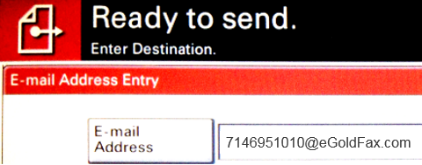 Ready to send.
Enter Destination.
E-mail Address Entry
E-mail
Address
7146951010@eGoldFax.com